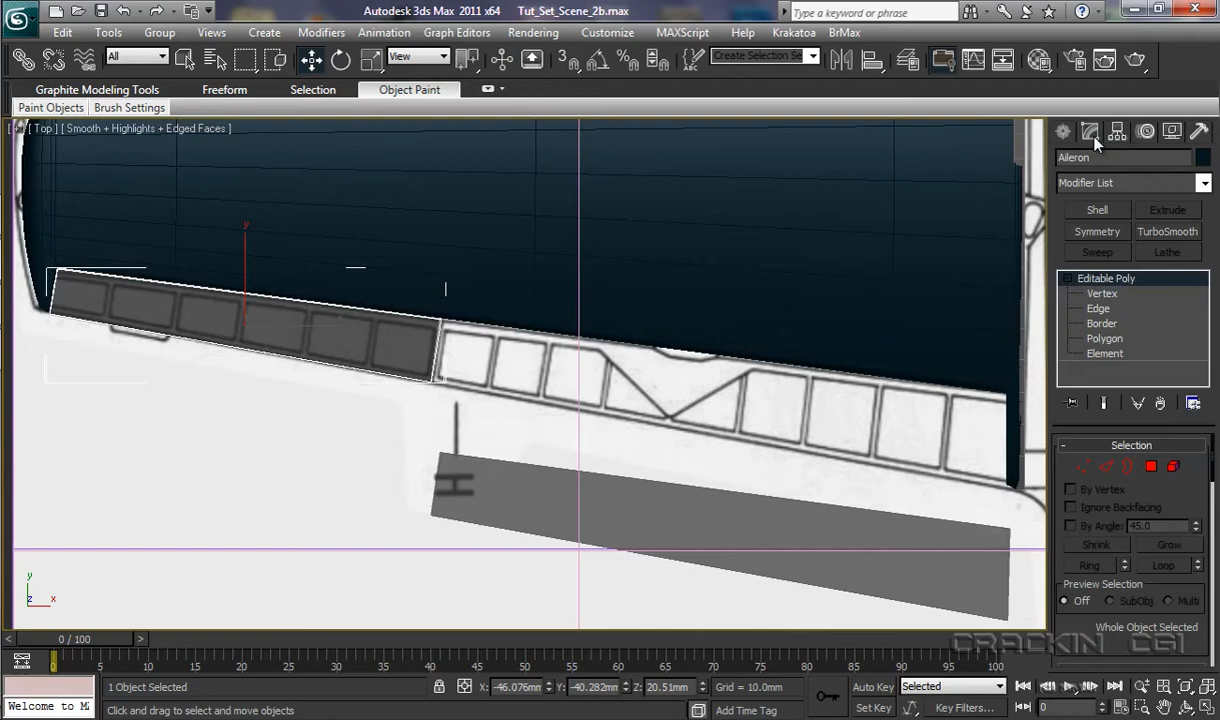 Autodesk 3ds Max 2011 x64 Tut_Set_Scene_2b.max
Type a keyword or phrase
Edit Tools Group Views Create Modifiers Animation Graph Editors Rendering Customize MAXScript Help Krakatoa BrMax
All View Create Selection Se
Graphite Modeling Tools Freeform Selection Object Paint
Paint Objects Brush Settings
[ + ] [ Top ] [ Smooth + Highlights + Edged Faces ]
Aileron
Modifier List
Shell Extrude
Symmetry TurboSmooth
Sweep Lathe
Editable Poly
Vertex
Edge
Border
Polygon
Element
Selection
By Vertex
Ignore Backfacing
By Angle: 45.0
Shrink Grow
Ring Loop
Preview Selection
Off SubObj Multi
Whole Object Selected
CRACKIN CGI
H
y
y
z x
0 / 100
0 5 10 15 20 25 30 35 40 45 50 55 60 65 70 75 80 85 90 95 100
1 Object Selected X: -46.076mm Y: -40.282mm Z: 20.51mm Grid = 10.0mm Auto Key Selected
Welcome to M Click and drag to select and move objects Add Time Tag Set Key Key Filters... 0